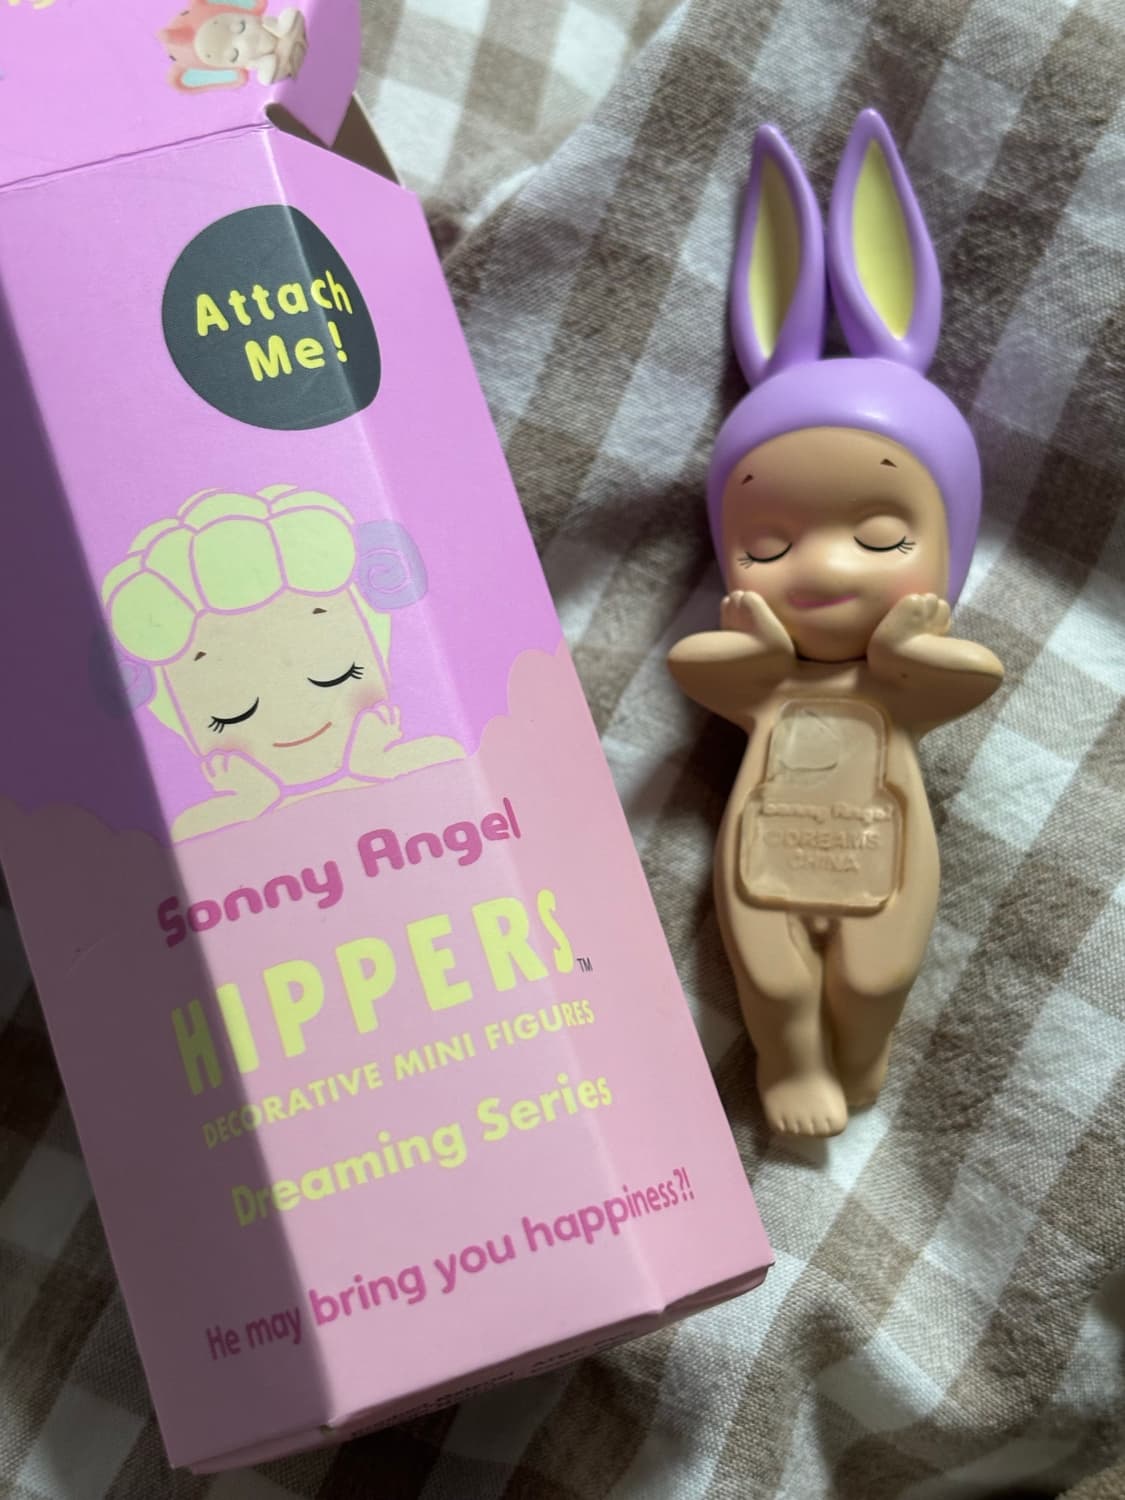 Attach
Me!
Sonny Angel
HIPPERS™
DECORATIVE MINI FIGURES
Dreaming Series
He may bring you happiness?!
Sonny Angel
©DREAMS
CHINA